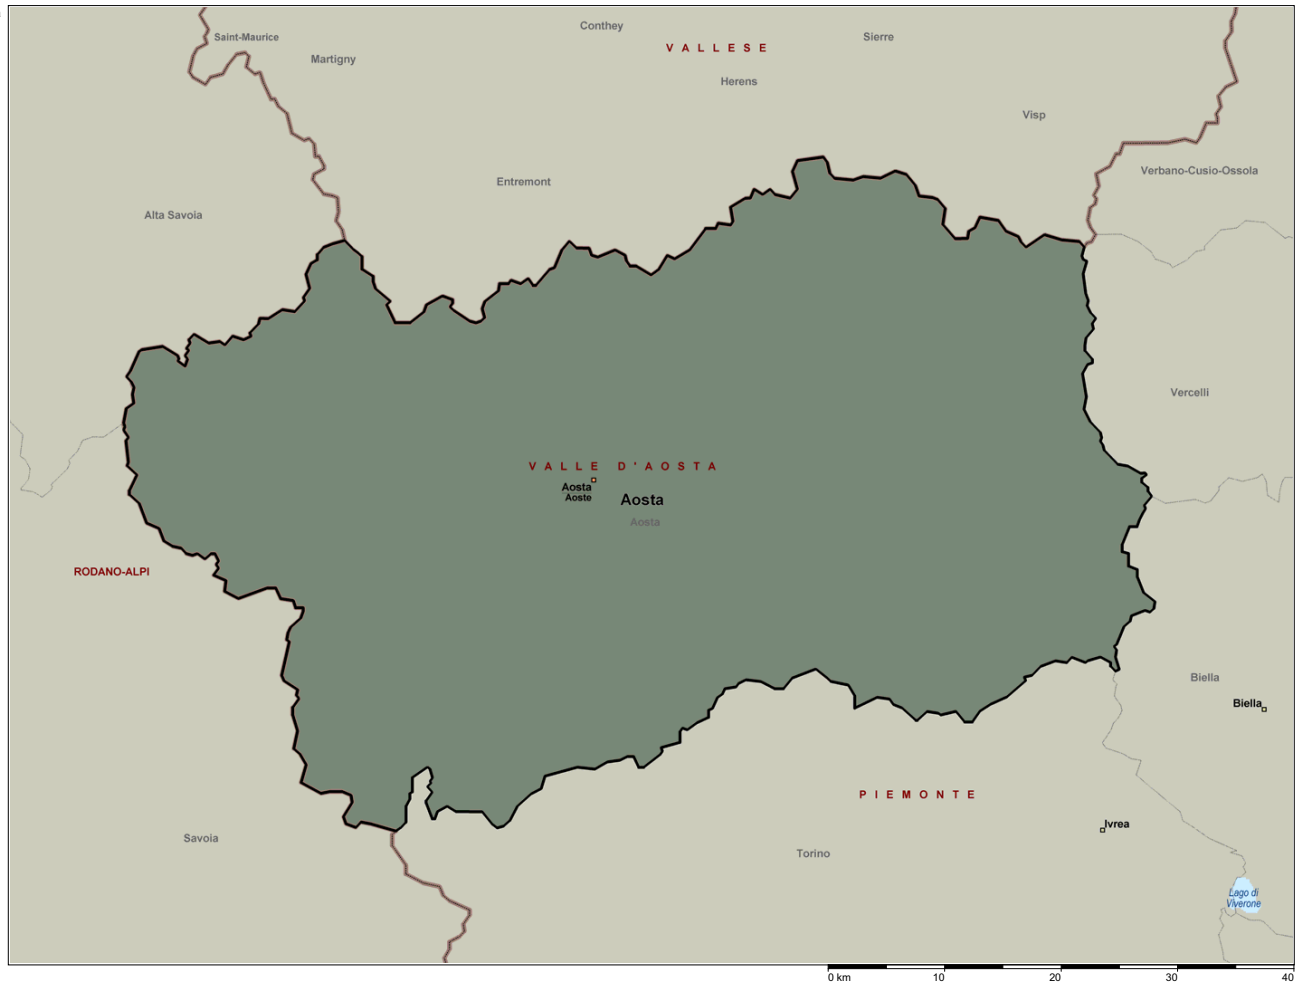 Conthey
Saint-Maurice
Sierre
VALLESE
Martigny
Herens
Visp
Verbano-Cusio-Ossola
Entremont
Alta Savoia
Vercelli
VALLE D'AOSTA
Aosta
Aoste
Aosta
Aosta
RODANO-ALPI
Biella
Biella
PIEMONTE
Ivrea
Savoia
Torino
Lago di
Viverone
0 km 10 20 30 40